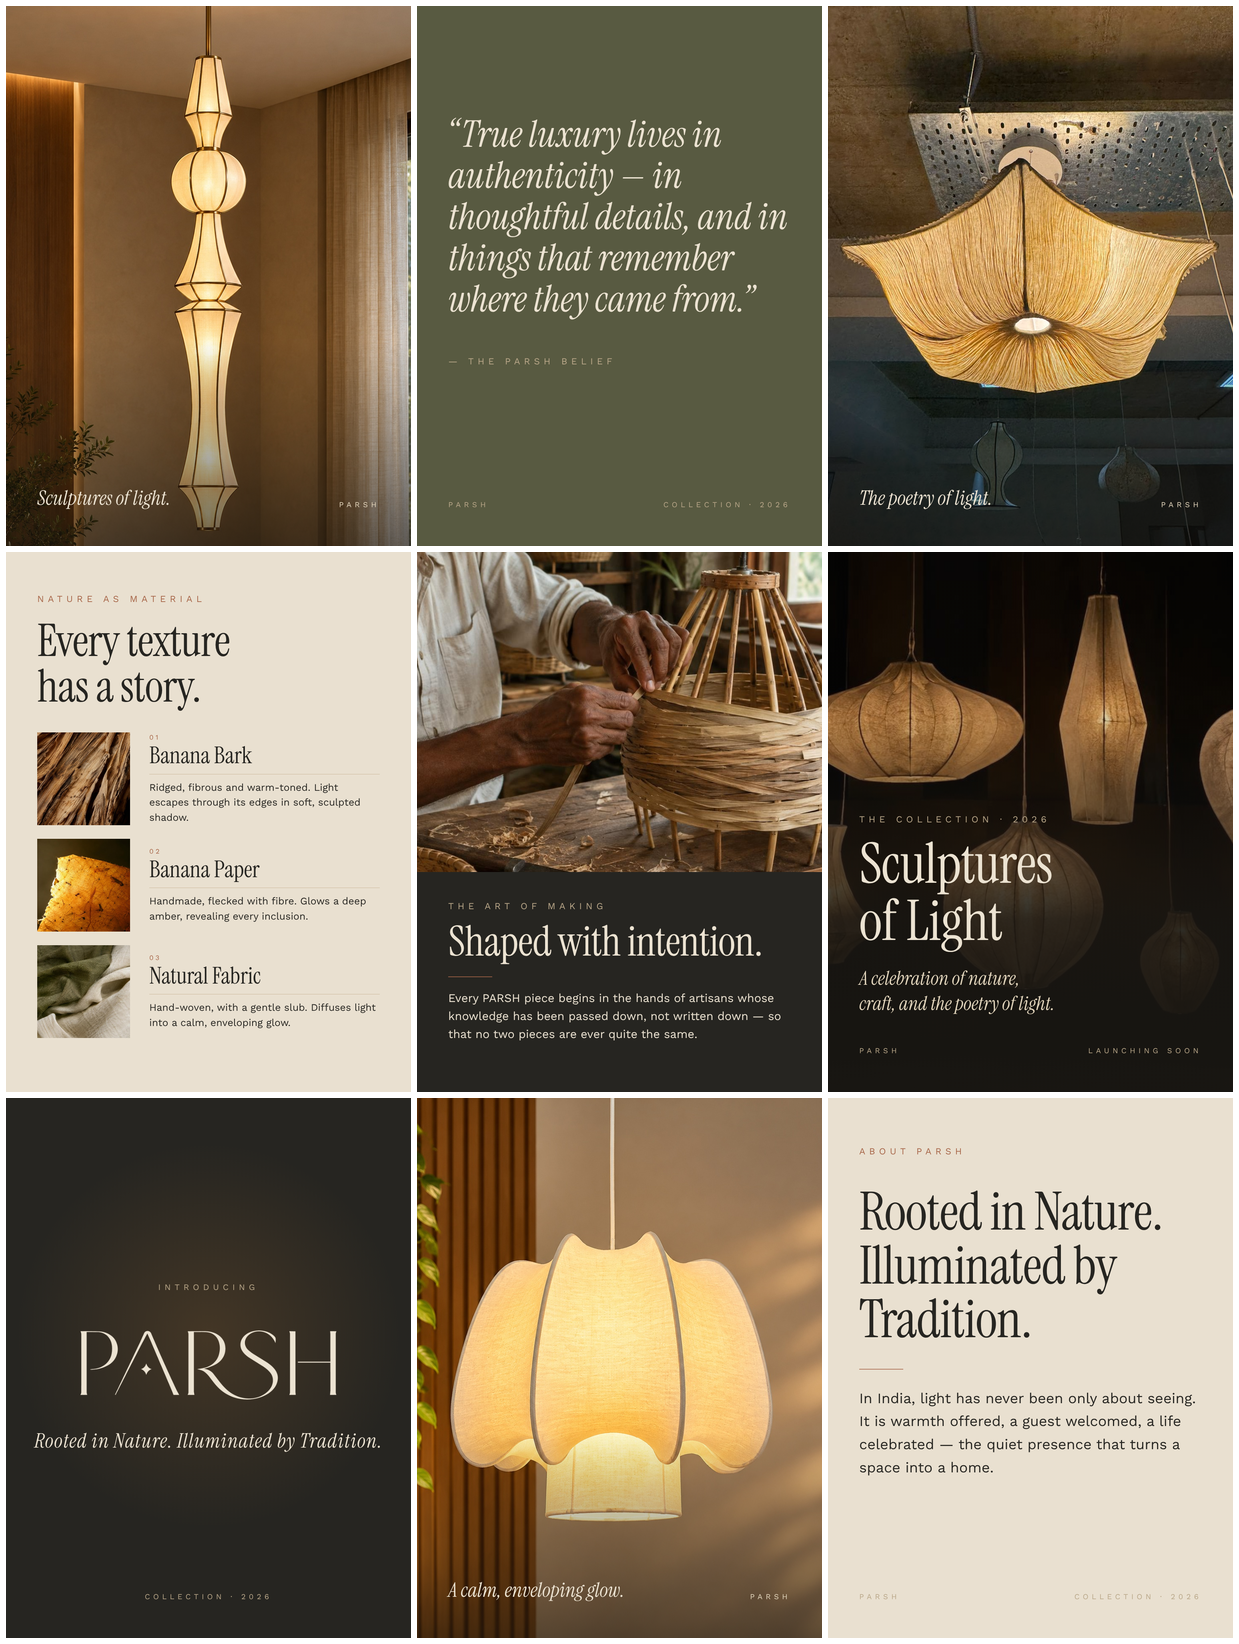 Sculptures of light.
PARSH
“True luxury lives in
authenticity — in
thoughtful details, and in
things that remember
where they came from.”
— THE PARSH BELIEF
PARSH
COLLECTION · 2026
The poetry of light.
PARSH
NATURE AS MATERIAL
Every texture
has a story.
01
Banana Bark
Ridged, fibrous and warm-toned. Light
escapes through its edges in soft, sculpted
shadow.
02
Banana Paper
Handmade, flecked with fibre. Glows a deep
amber, revealing every inclusion.
03
Natural Fabric
Hand-woven, with a gentle slub. Diffuses light
into a calm, enveloping glow.
THE ART OF MAKING
Shaped with intention.
Every PARSH piece begins in the hands of artisans whose
knowledge has been passed down, not written down — so
that no two pieces are ever quite the same.
THE COLLECTION · 2026
Sculptures
of Light
A celebration of nature,
craft, and the poetry of light.
PARSH
LAUNCHING SOON
INTRODUCING
PARSH
Rooted in Nature. Illuminated by Tradition.
COLLECTION · 2026
A calm, enveloping glow.
PARSH
ABOUT PARSH
Rooted in Nature.
Illuminated by
Tradition.
In India, light has never been only about seeing.
It is warmth offered, a guest welcomed, a life
celebrated — the quiet presence that turns a
space into a home.
PARSH
COLLECTION · 2026